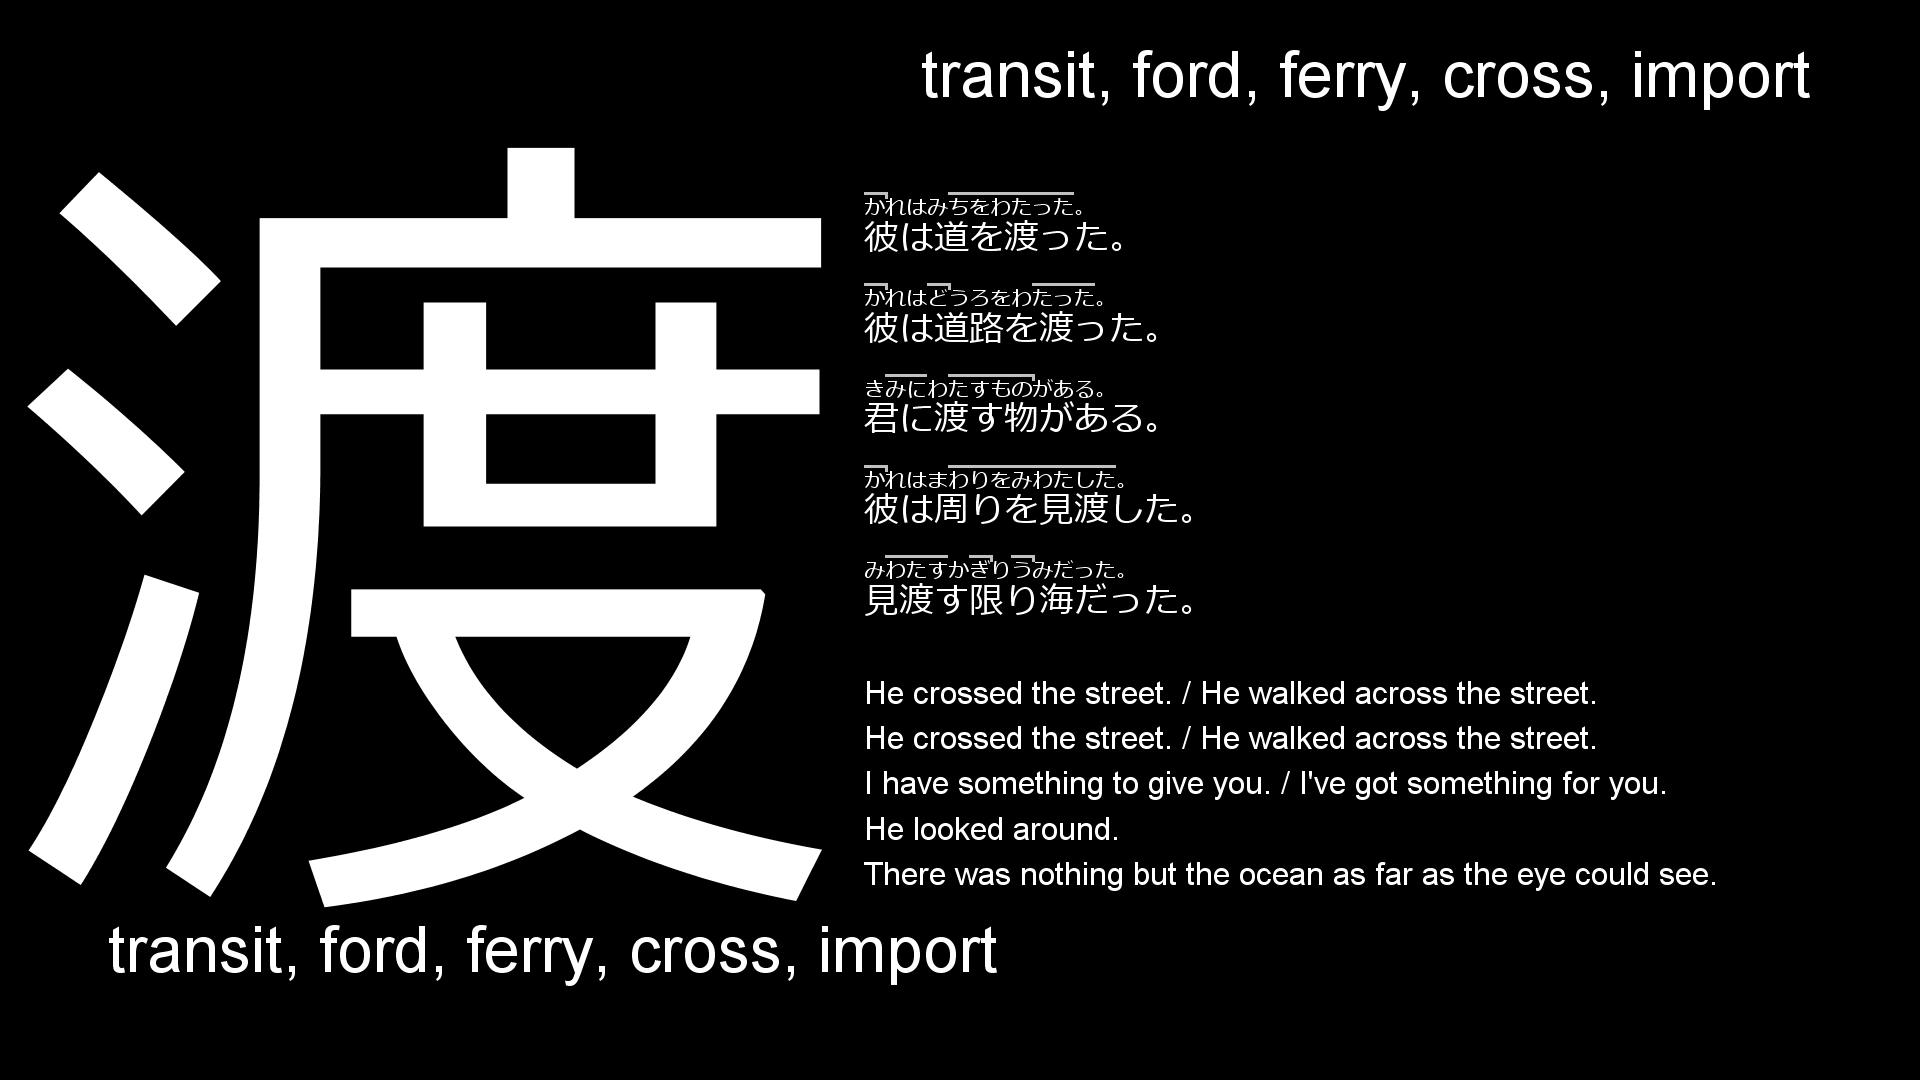 transit, ford, ferry, cross, import
渡
かれはみちをわたった。
彼は道を渡った。
かれはどうろをわたった。
彼は道路を渡った。
きみにわたすものがある。
君に渡す物がある。
かれはまわりをみわたした。
彼は周りを見渡した。
みわたすかぎりうみだった。
見渡す限り海だった。
He crossed the street. / He walked across the street.
He crossed the street. / He walked across the street.
I have something to give you. / I've got something for you.
He looked around.
There was nothing but the ocean as far as the eye could see.
transit, ford, ferry, cross, import